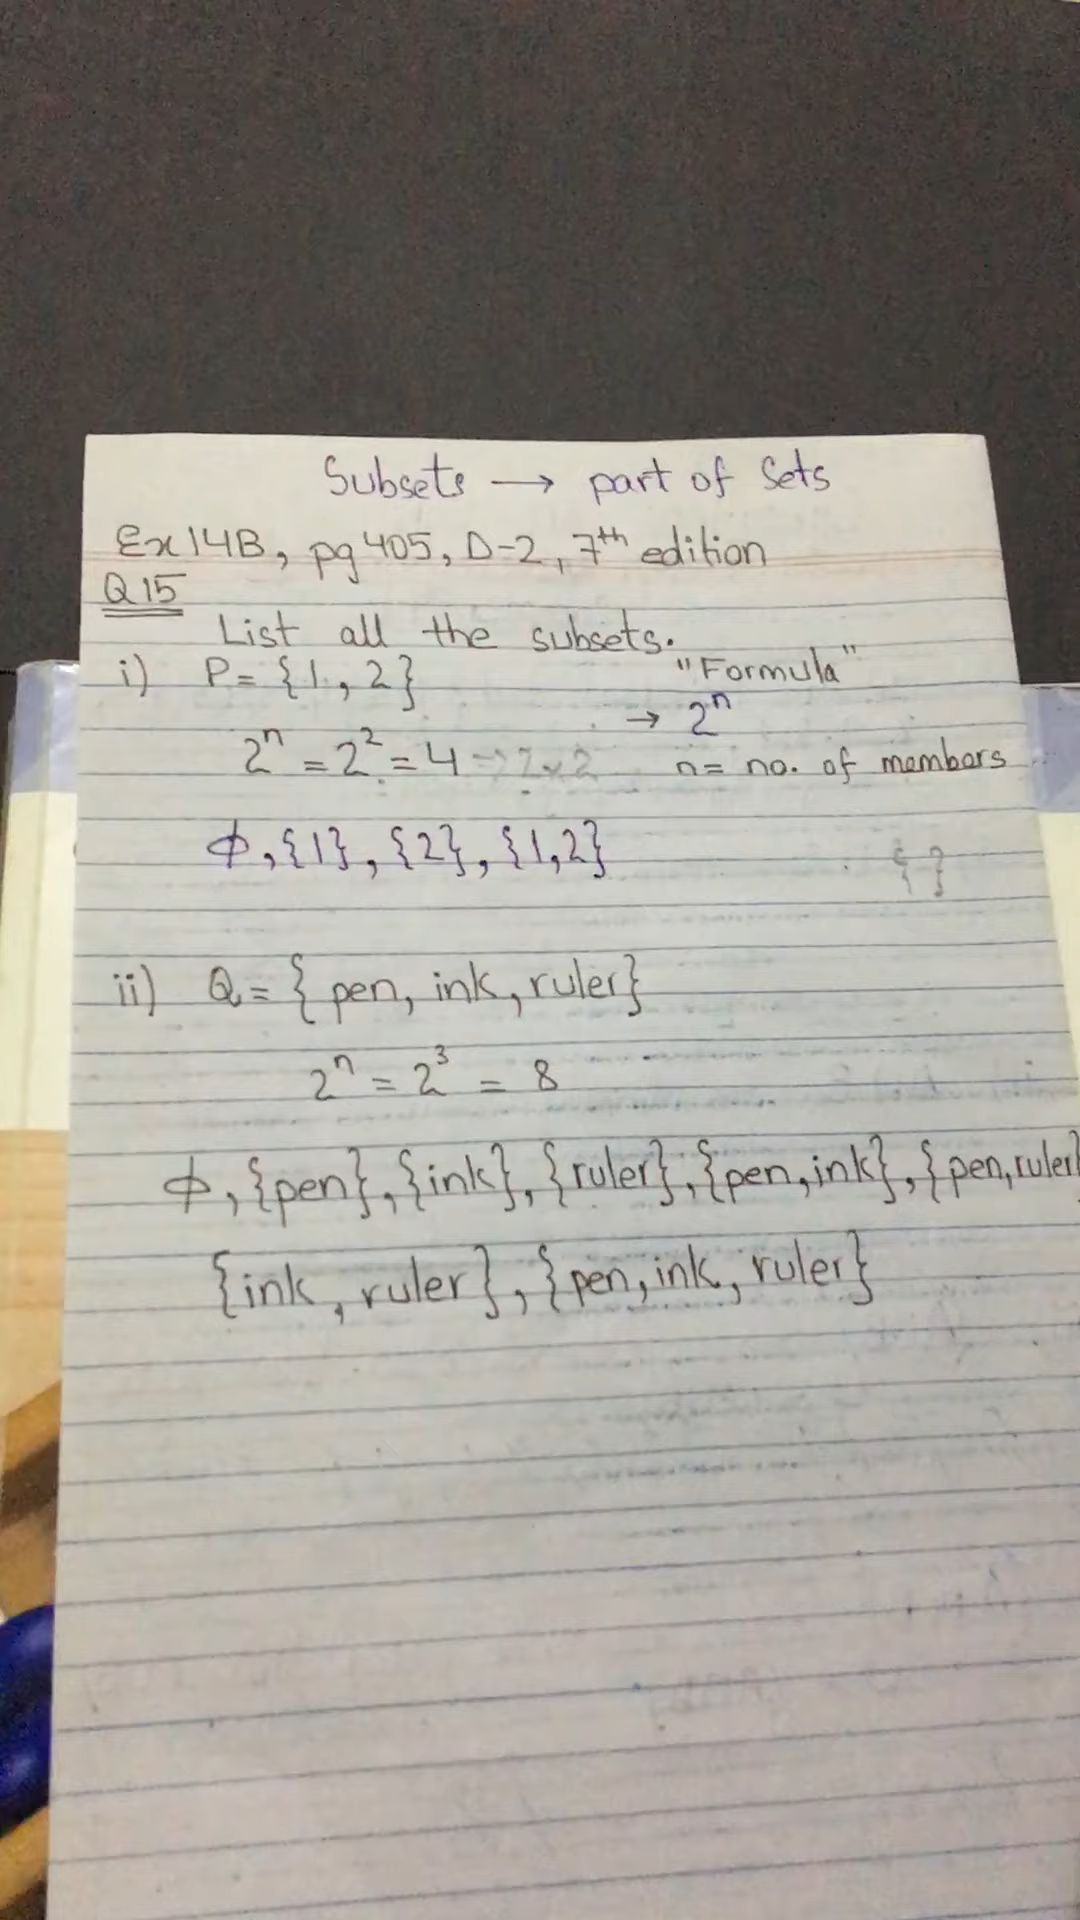 Subsets → part of Sets
Ex 14B, pg 405, D-2, 7th edition
Q 15
List all the subsets.
i) P = {1, 2}
"Formula"
→ 2ⁿ
2ⁿ = 2² = 4 → 2×2
n = no. of members
Φ, {1}, {2}, {1,2}
{ }
ii) Q = { pen, ink, ruler}
2ⁿ = 2³ = 8
Φ, {pen}, {ink}, {ruler}, {pen, ink}, {pen, ruler}
{ink, ruler}, {pen, ink, ruler}